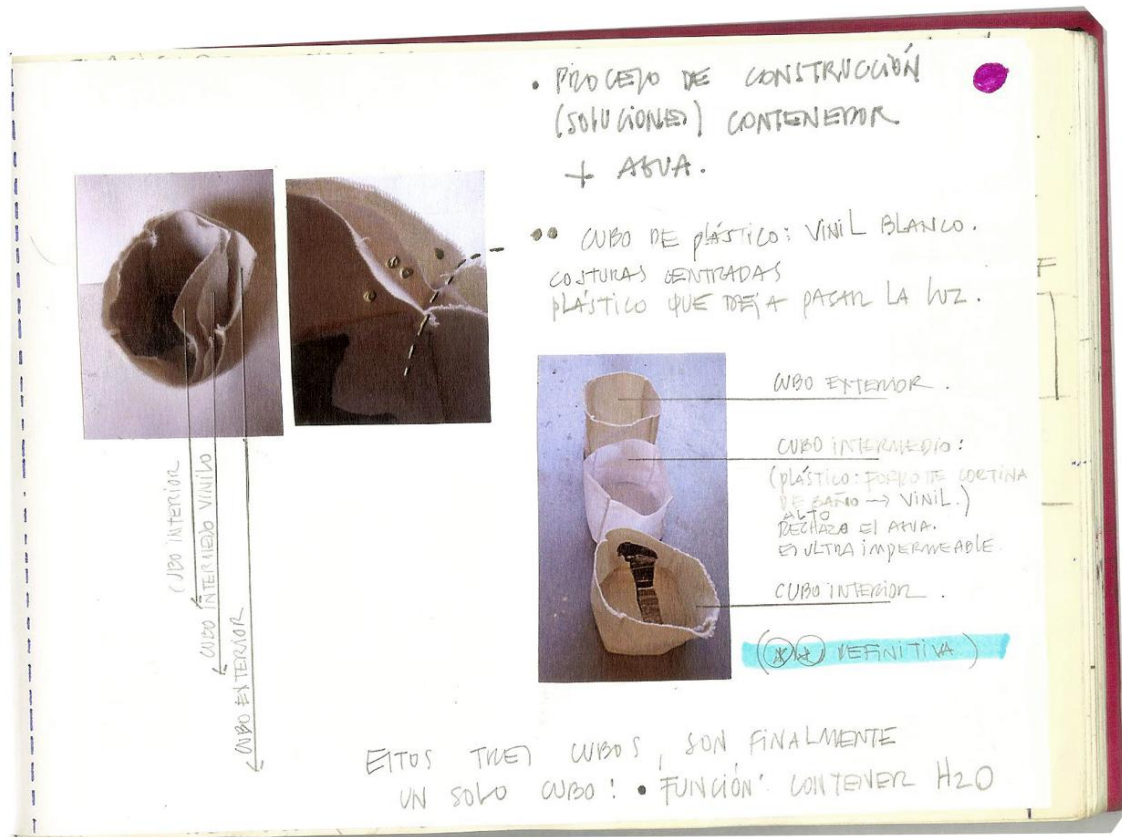 • PROCESO DE CONSTRUCCIÓN
(SOLUCIONES) CONTENEDOR
+ AGUA.
•• CUBO DE PLÁSTICO: VINIL BLANCO.
COSTURAS CENTRADAS
PLÁSTICO QUE DEJA PASAR LA LUZ.
CUBO EXTERIOR.
CUBO INTERMEDIO:
(PLÁSTICO: FORRO DE CORTINA
DE BAÑO → VINIL.)
ALTO
RECHAZO EL AGUA.
ES ULTRA IMPERMEABLE.
CUBO INTERIOR.
(** DEFINITIVA)
CUBO INTERIOR
CUBO INTERMEDIO VINILO
CUBO EXTERIOR
ESTOS TRES CUBOS, SON FINALMENTE
UN SOLO CUBO: • FUNCIÓN: CONTENER H2O
F